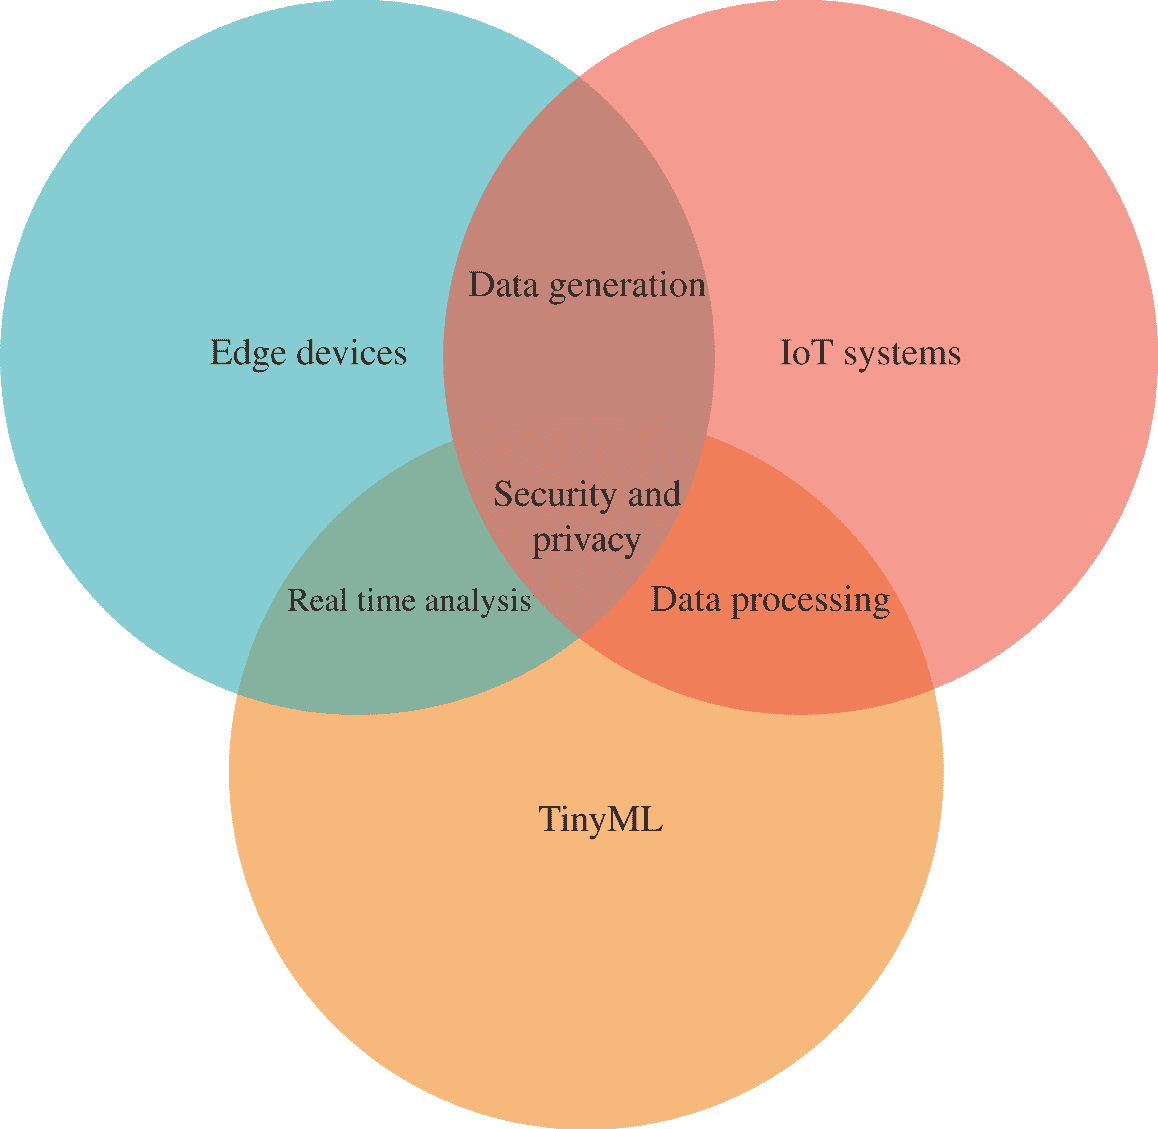 Data generation
Edge devices
IoT systems
Security and
privacy
Real time analysis
Data processing
TinyML